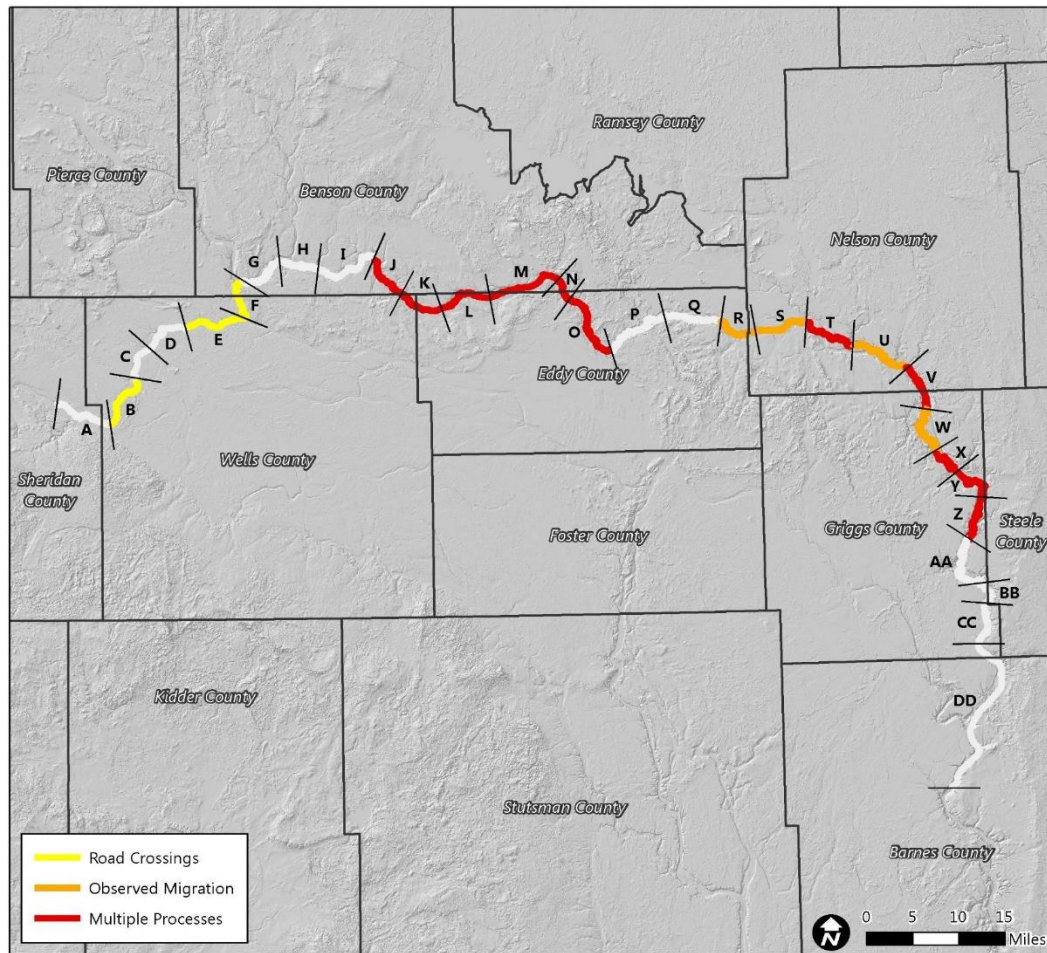 Ramsey County
Pierce County
Benson County
Nelson County
G
H
I
J
K
L
M
N
F
E
D
C
B
A
O
P
Q
R
S
T
U
V
W
X
Y
Z
AA
BB
CC
DD
Eddy County
Wells County
Sheridan
County
Foster County
Griggs County
Steele
County
Kidder County
Stutsman County
Barnes County
Road Crossings
Observed Migration
Multiple Processes
N
0 5 10 15
Miles